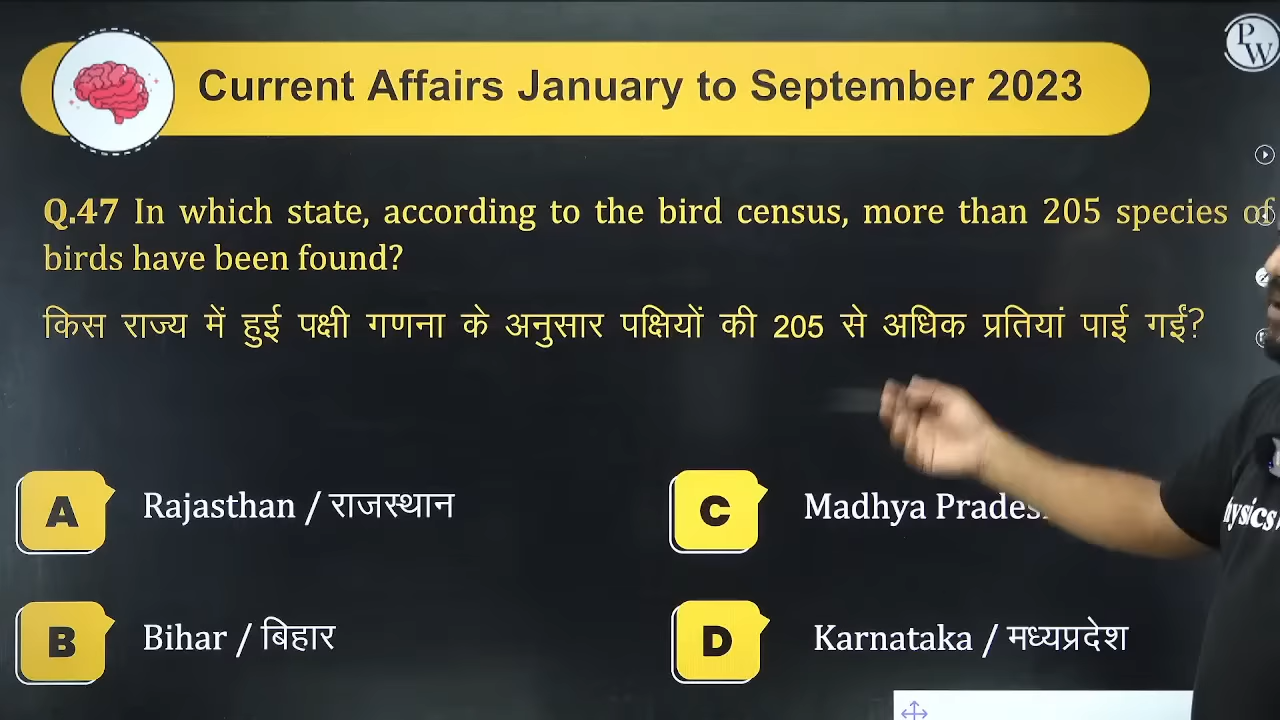 Current Affairs January to September 2023
PW
Q.47 In which state, according to the bird census, more than 205 species of
birds have been found?
किस राज्य में हुई पक्षी गणना के अनुसार पक्षियों की 205 से अधिक प्रतियां पाई गईं?
A Rajasthan / राजस्थान
C Madhya
B Bihar / बिहार
D Karnataka / मध्यप्रदेश